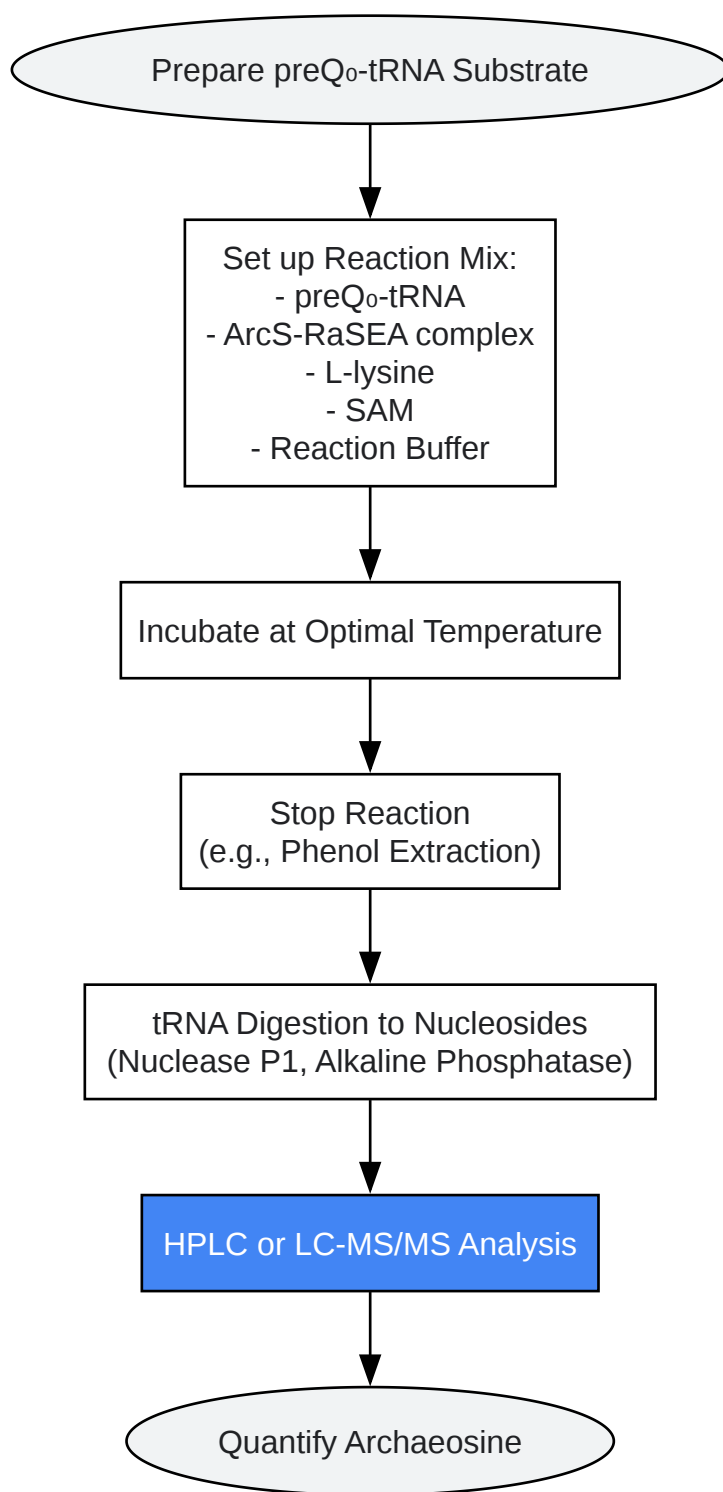 Prepare preQ₀-tRNA Substrate
Set up Reaction Mix:
- preQ₀-tRNA
- ArcS-RaSEA complex
- L-lysine
- SAM
- Reaction Buffer
Incubate at Optimal Temperature
Stop Reaction
(e.g., Phenol Extraction)
tRNA Digestion to Nucleosides
(Nuclease P1, Alkaline Phosphatase)
HPLC or LC-MS/MS Analysis
Quantify Archaeosine